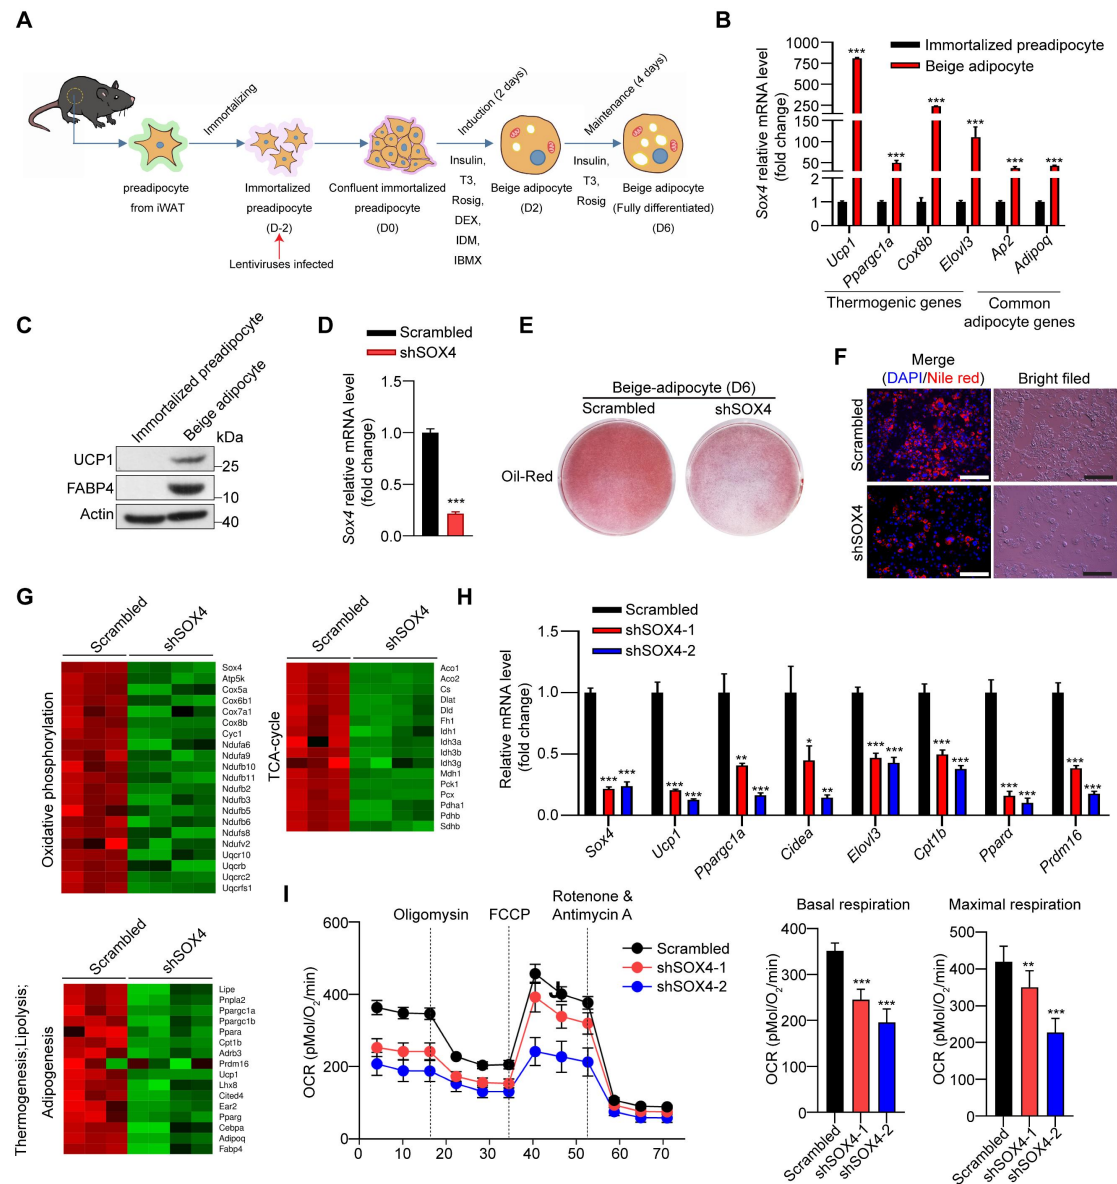 A
Immortalizing
Induction (2 days)
Maintenance (4 days)
preadipocyte
from iWAT
Immortalized
preadipocyte
(D-2)
Lentiviruses infected
Confluent immortalized
preadipocyte
(D0)
Insulin,
T3,
Rosig,
DEX,
IDM,
IBMX
Beige adipocyte
(D2)
Insulin,
T3,
Rosig
Beige adipocyte
(Fully differentiated)
(D6)
B
Immortalized preadipocyte
Beige adipocyte
Sox4 relative mRNA level
(fold change)
1000
750
500
250
150
100
50
2
1
0
***
***
***
***
***
***
Ucp1
Ppargc1a
Cox8b
Elovl3
Ap2
Adipoq
Thermogenic genes
Common
adipocyte genes
C
Immortalized preadipocyte
Beige adipocyte
kDa
UCP1
25
FABP4
10
Actin
40
D
Scrambled
shSOX4
Sox4 relative mRNA level
(fold change)
1.5
1.0
0.5
0.0
***
E
Beige-adipocyte (D6)
Scrambled
shSOX4
Oil-Red
F
Merge
(DAPI/Nile red)
Bright filed
Scrambled
shSOX4
G
Scrambled
shSOX4
Oxidative phosphorylation
Sox4
Atp5k
Cox5a
Cox6b1
Cox7a1
Cox8b
Cyc1
Ndufa6
Ndufa9
Ndufb10
Ndufb11
Ndufb2
Ndufb3
Ndufb5
Ndufb6
Ndufs8
Ndufv2
Uqcr10
Uqcrb
Uqcrc2
Uqcrfs1
Scrambled
shSOX4
TCA-cycle
Aco1
Aco2
Cs
Dlat
Dld
Fh1
Idh1
Idh3a
Idh3b
Idh3g
Mdh1
Pck1
Pcx
Pdha1
Pdhb
Sdhb
Scrambled
shSOX4
Thermogenesis;Lipolysis;
Adipogenesis
Lipe
Pnpla2
Ppargc1a
Ppargc1b
Ppara
Cpt1b
Adrb3
Prdm16
Ucp1
Lhx8
Cited4
Ear2
Pparg
Cebpa
Adipoq
Fabp4
H
Scrambled
shSOX4-1
shSOX4-2
Relative mRNA level
(fold change)
1.5
1.0
0.5
0.0
*** ***
*** ***
** ***
* **
*** ***
*** ***
*** ***
*** ***
Sox4
Ucp1
Ppargc1a
Cidea
Elovl3
Cpt1b
Pparα
Prdm16
I
Oligomysin
FCCP
Rotenone &
Antimycin A
Scrambled
shSOX4-1
shSOX4-2
OCR (pMol/O2/min)
600
400
200
0
0 10 20 30 40 50 60 70
Basal respiration
OCR (pMol/O2/min)
400
300
200
100
0
***
***
Scrambled
shSOX4-1
shSOX4-2
Maximal respiration
OCR (pMol/O2/min)
500
400
300
200
100
0
**
***
Scrambled
shSOX4-1
shSOX4-2